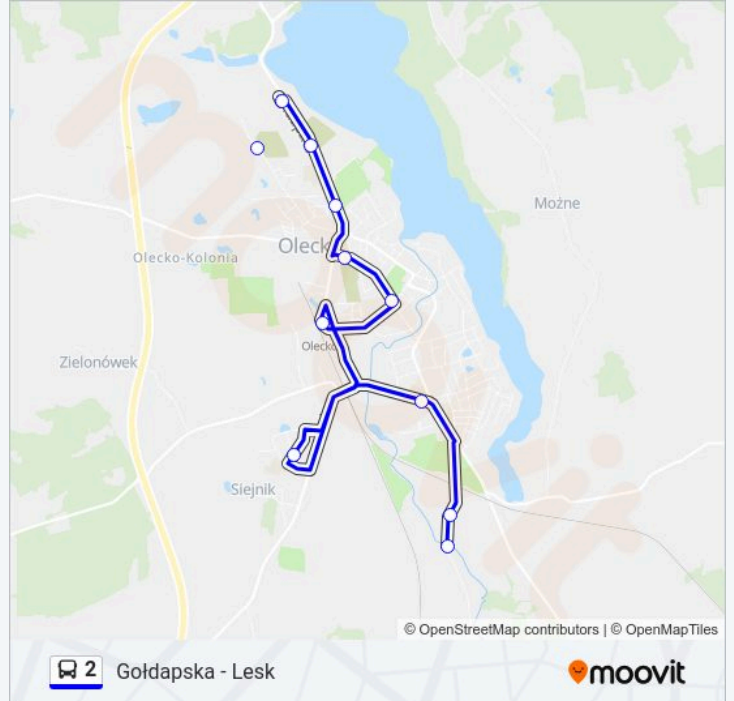 Możne
Olecko
Olecko-Kolonia
Olecko
Zielonówek
Siejnik
© OpenStreetMap contributors | © OpenMapTiles
2 Gołdapska - Lesk
moovit